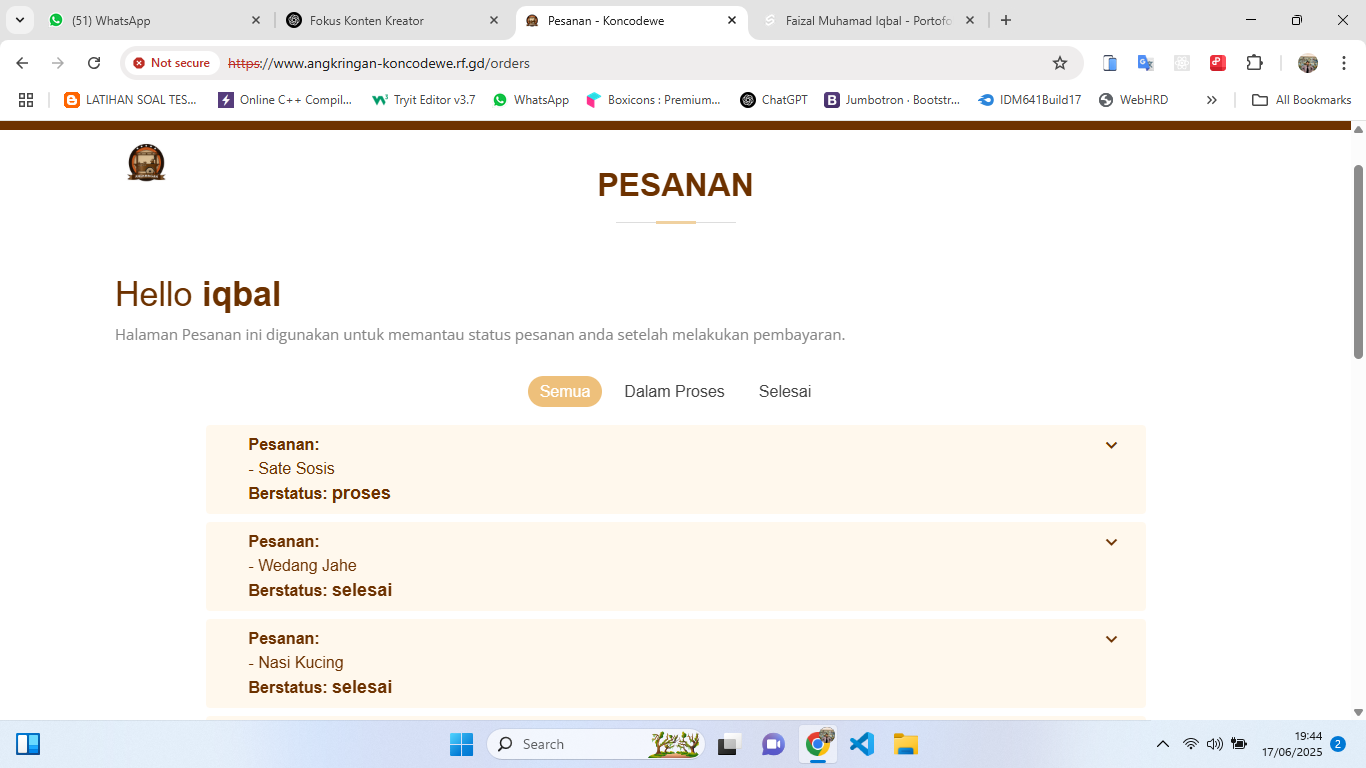 (51) WhatsApp
Fokus Konten Kreator
Pesanan - Koncodewe
Faizal Muhamad Iqbal - Portofo
Not secure
https://www.angkringan-koncodewe.rf.gd/orders
LATIHAN SOAL TES...
Online C++ Compil...
Tryit Editor v3.7
WhatsApp
Boxicons : Premium...
ChatGPT
Jumbotron · Bootstr...
IDM641Build17
WebHRD
All Bookmarks
PESANAN
Hello iqbal
Halaman Pesanan ini digunakan untuk memantau status pesanan anda setelah melakukan pembayaran.
Semua
Dalam Proses
Selesai
Pesanan:
- Sate Sosis
Berstatus: proses
Pesanan:
- Wedang Jahe
Berstatus: selesai
Pesanan:
- Nasi Kucing
Berstatus: selesai
Search
19:44
17/06/2025
2